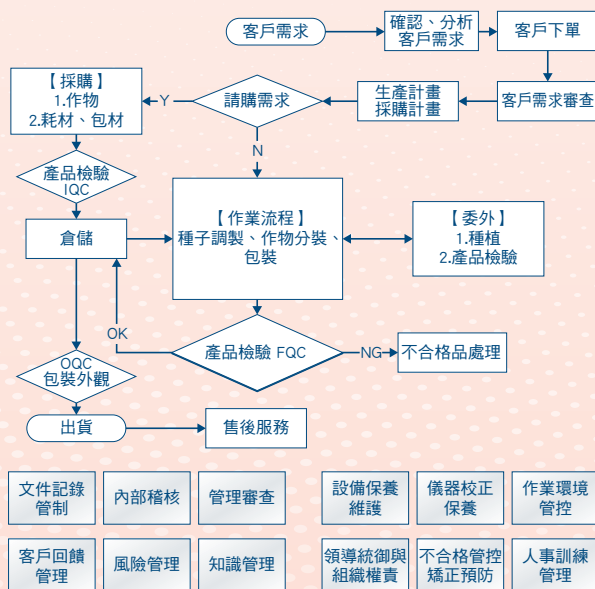 客戶需求
確認、分析
客戶需求
客戶下單
【採購】
1.作物
2.耗材、包材
Y
請購需求
生產計畫
採購計畫
客戶需求審查
N
產品檢驗
IQC
倉儲
【作業流程】
種子調製、作物分裝、
包裝
【委外】
1.種植
2.產品檢驗
OK
產品檢驗 FQC
NG
不合格品處理
OQC
包裝外觀
出貨
售後服務
文件記錄
管制
內部稽核
管理審查
設備保養
維護
儀器校正
保養
作業環境
管控
客戶回饋
管理
風險管理
知識管理
領導統御與
組織權責
不合格管控
矯正預防
人事訓練
管理